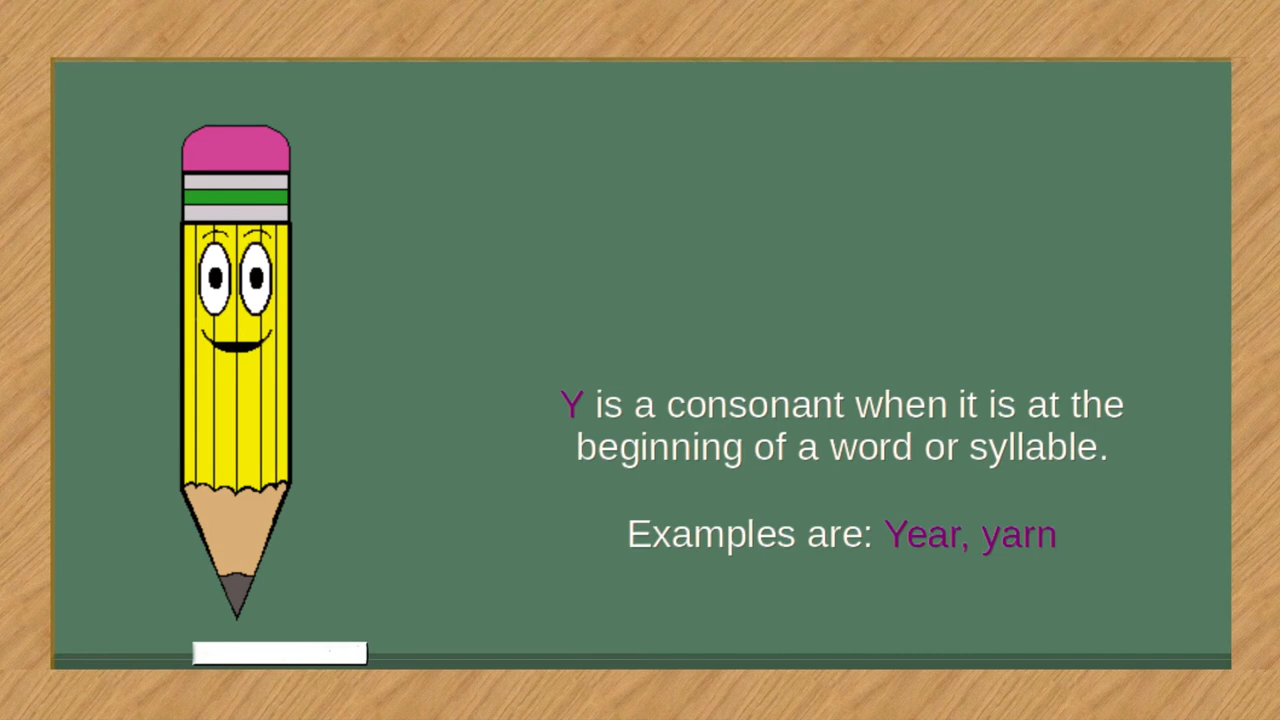 Y is a consonant when it is at the
beginning of a word or syllable.
Examples are: Year, yarn